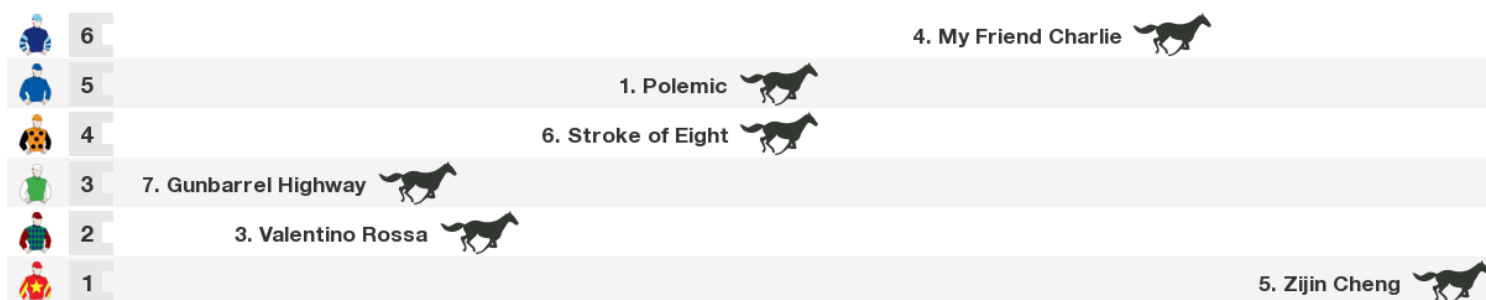 6 4. My Friend Charlie
5 1. Polemic
4 6. Stroke of Eight
3 7. Gunbarrel Highway
2 3. Valentino Rossa
1 5. Zijin Cheng